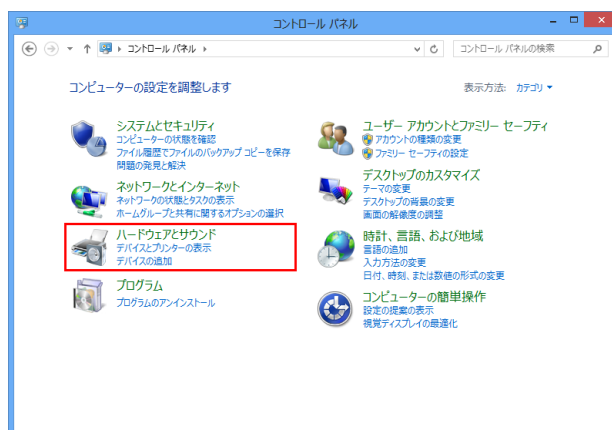 コントロール パネル
コントロール パネル
コントロール パネルの検索
コンピューターの設定を調整します
表示方法: カテゴリ
システムとセキュリティ
コンピューターの状態を確認
ファイル履歴でファイルのバックアップ コピーを保存
問題の発見と解決
ネットワークとインターネット
ネットワークの状態とタスクの表示
ホームグループと共有に関するオプションの選択
ハードウェアとサウンド
デバイスとプリンターの表示
デバイスの追加
プログラム
プログラムのアンインストール
ユーザー アカウントとファミリー セーフティ
アカウントの種類の変更
ファミリー セーフティの設定
デスクトップのカスタマイズ
テーマの変更
デスクトップの背景の変更
画面の解像度の調整
時計、言語、および地域
言語の追加
入力方法の変更
日付、時刻、または数値の形式の変更
コンピューターの簡単操作
設定の提案の表示
視覚ディスプレイの最適化